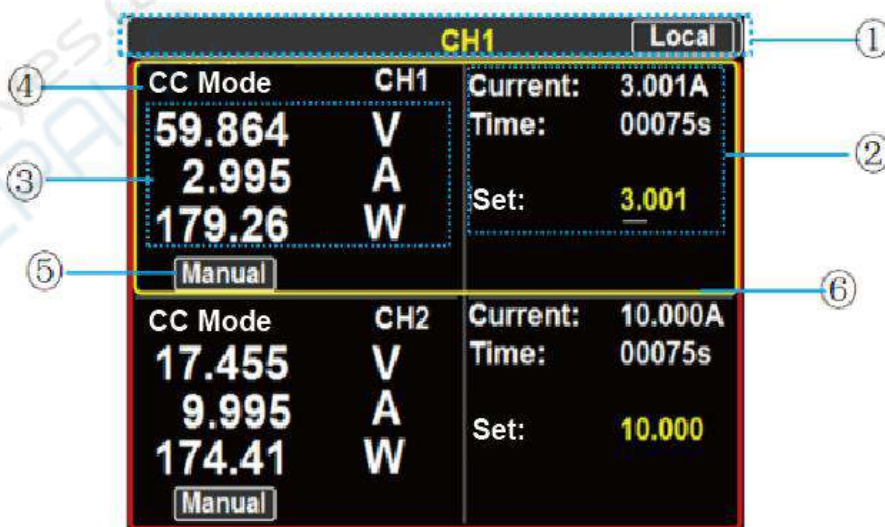 CH1 Local ①
④ CC Mode CH1 Current: 3.001A
59.864 V Time: 00075s
②
③ 2.995 A
179.26 W Set: 3.001
⑤ Manual
⑥
CC Mode CH2 Current: 10.000A
17.455 V Time: 00075s
9.995 A
174.41 W Set: 10.000
Manual